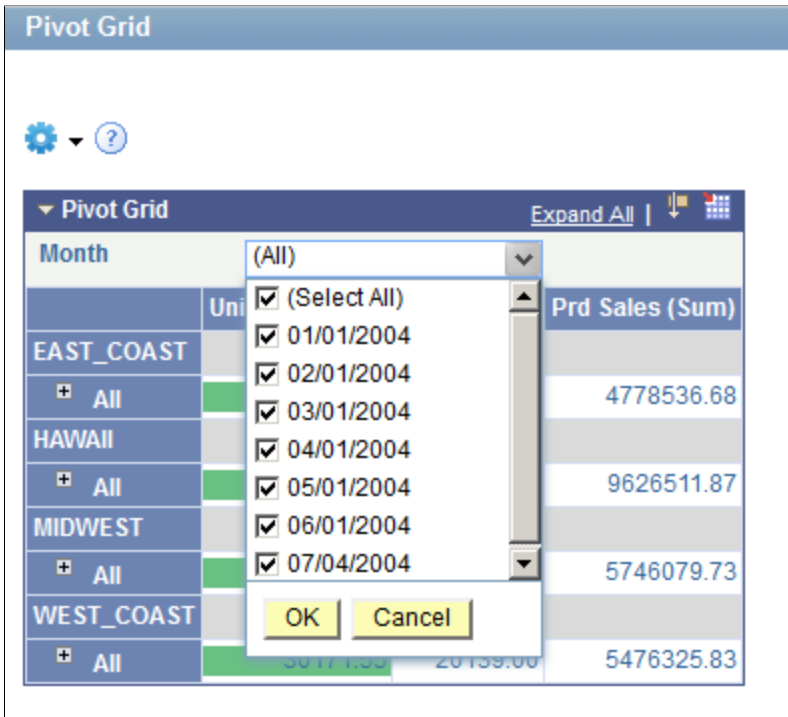 Pivot Grid
?
Pivot Grid Expand All |
Month (All)
Uni Prd Sales (Sum)
(Select All)
EAST_COAST 01/01/2004
02/01/2004
All 4778536.68
03/01/2004
HAWAII 04/01/2004
All 05/01/2004 9626511.87
MIDWEST 06/01/2004
All 07/04/2004 5746079.73
WEST_COAST OK Cancel
All 5476325.83